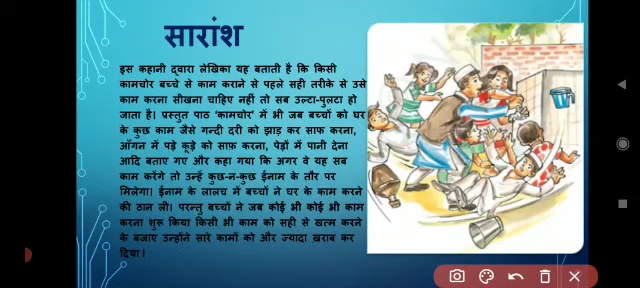 सारांश
इस कहानी द्वारा लेखिका यह बताती है कि किसी
कामचोर बच्चे से काम कराने से पहले सही तरीके से उसे
काम करना सीखना चाहिए नहीं तो सब उल्टा-पुलटा हो
जाता है। प्रस्तुत पाठ 'कामचोर' में भी जब बच्चों को घर
के कुछ काम जैसे गन्दी दरी को झाड़ कर साफ करना,
आँगन में पड़े कूड़े को साफ़ करना, पेड़ों में पानी देना
आदि बताए गए और कहा गया कि अगर वे यह सब
काम करेंगे तो उन्हें कुछ-न-कुछ ईनाम के तौर पर
मिलेगा। ईनाम के लालच में बच्चों ने घर के काम करने
की ठान ली। परन्तु बच्चों ने जब कोई भी कोई भी काम
करना शुरू किया किसी भी काम को सही से खत्म करने
के बजाए उन्होंने सारे कामों को और ज्यादा ख़राब कर
दिया।